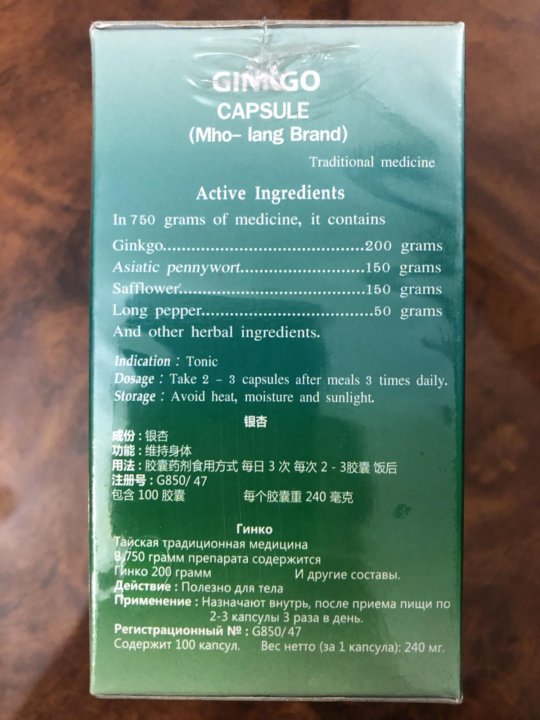 GINKGO
CAPSULE
(Mho- lang Brand)
Traditional medicine
Active Ingredients
In 750 grams of medicine, it contains
Ginkgo..........................................200 grams
Asiatic pennywort..........................150 grams
Safflower.......................................150 grams
Long pepper....................................50 grams
And other herbal ingredients.
Indication : Tonic
Dosage : Take 2 - 3 capsules after meals 3 times daily.
Storage : Avoid heat, moisture and sunlight.
银杏
成份 : 银杏
功能 : 维持身体
用法 : 胶囊药剂食用方式 每日 3 次 每次 2 - 3胶囊 饭后
注册号 : G850/ 47
包含 100 胶囊 每个胶囊重 240 毫克
Гинко
Тайская традиционная медицина
В 750 грамм препарата содержится
Гинко 200 грамм И другие составы.
Действие : Полезно для тела
Применение : Назначают внутрь, после приема пищи по
2-3 капсулы 3 раза в день.
Регистрационный № : G850/ 47
Содержит 100 капсул. Вес нетто (за 1 капсула): 240 мг.